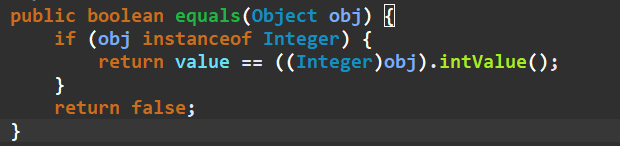 public boolean equals(Object obj) {
    if (obj instanceof Integer) {
        return value == ((Integer)obj).intValue();
    }
    return false;
}